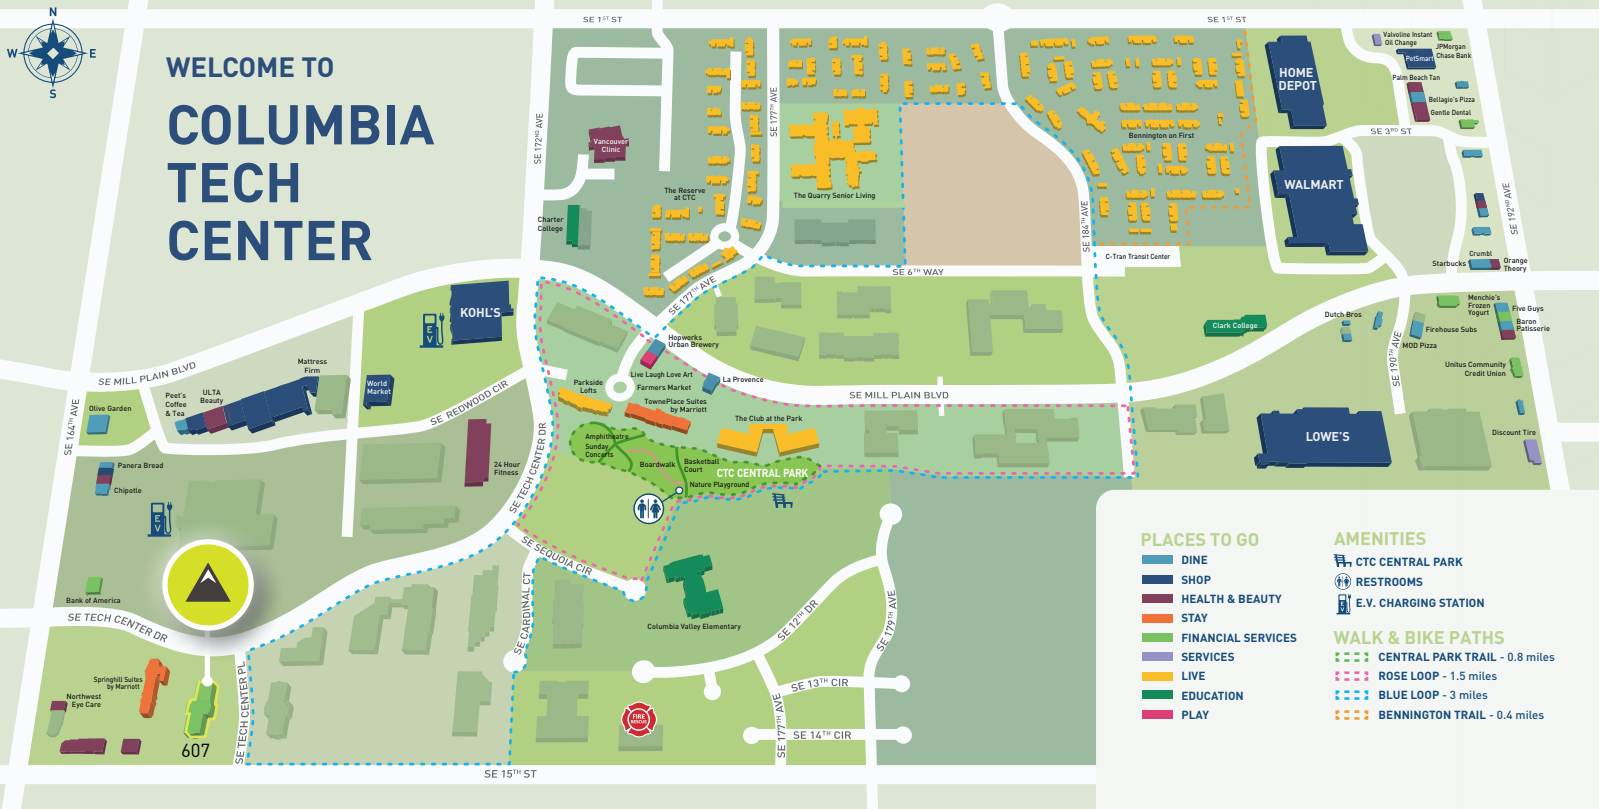 N
W
E
S
WELCOME TO
COLUMBIA
TECH
CENTER
SE 1ST ST
SE 1ST ST
SE 172ND AVE
SE 177TH AVE
Vancouver
Clinic
The Reserve
at CTC
Charter
College
The Quarry Senior Living
Bennington on First
SE 184TH AVE
C-Tran Transit Center
SE 6TH WAY
SE 177TH AVE
HOME
DEPOT
WALMART
SE 3RD ST
Valvoline Instant
Oil Change
JPMorgan
Chase Bank
PetSmart
Palm Beach Tan
Bellagio's Pizza
Gentle Dental
SE 192ND AVE
Crumbl
Starbucks
Orange
Theory
Menchie's
Frozen
Yogurt
Five Guys
Baron
Patisserie
Dutch Bros
Firehouse Subs
MOD Pizza
SE 190TH AVE
Unitus Community
Credit Union
Clark College
LOWE'S
Discount Tire
KOHL'S
E
V
SE MILL PLAIN BLVD
Mattress
Firm
World
Market
ULTA
Beauty
Peet's
Coffee
& Tea
Olive Garden
SE 164TH AVE
SE REDWOOD CIR
Panera Bread
Chipotle
24 Hour
Fitness
SE TECH CENTER DR
Hopworks
Urban Brewery
Live Laugh Love Art
Farmers Market
La Provence
Parkside
Lofts
TownePlace Suites
by Marriott
The Club at the Park
SE MILL PLAIN BLVD
Amphitheatre
Sunday
Concerts
Boardwalk
Basketball
Court
CTC CENTRAL PARK
Nature Playground
E
V
Bank of America
SE TECH CENTER DR
SE SEQUOIA CIR
SE CARDINAL CT
Columbia Valley Elementary
SE 12TH DR
SE 179TH AVE
SE 13TH CIR
SE 177TH AVE
SE 14TH CIR
FIRE
RESCUE
Springhill Suites
by Marriott
Northwest
Eye Care
607
SE TECH CENTER PL
SE 15TH ST
PLACES TO GO
DINE
SHOP
HEALTH & BEAUTY
STAY
FINANCIAL SERVICES
SERVICES
LIVE
EDUCATION
PLAY
AMENITIES
CTC CENTRAL PARK
RESTROOMS
E
V
E.V. CHARGING STATION
WALK & BIKE PATHS
CENTRAL PARK TRAIL - 0.8 miles
ROSE LOOP - 1.5 miles
BLUE LOOP - 3 miles
BENNINGTON TRAIL - 0.4 miles